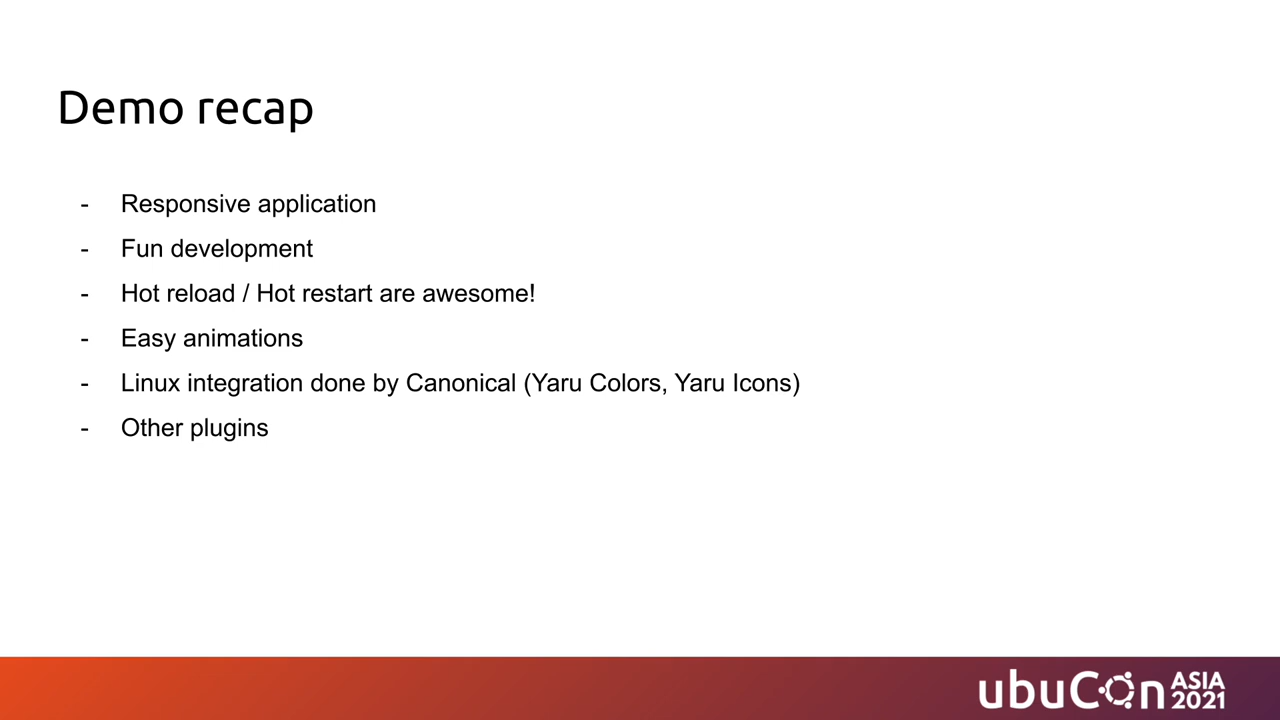 Demo recap
- Responsive application
- Fun development
- Hot reload / Hot restart are awesome!
- Easy animations
- Linux integration done by Canonical (Yaru Colors, Yaru Icons)
- Other plugins
ubuCon ASIA
2021